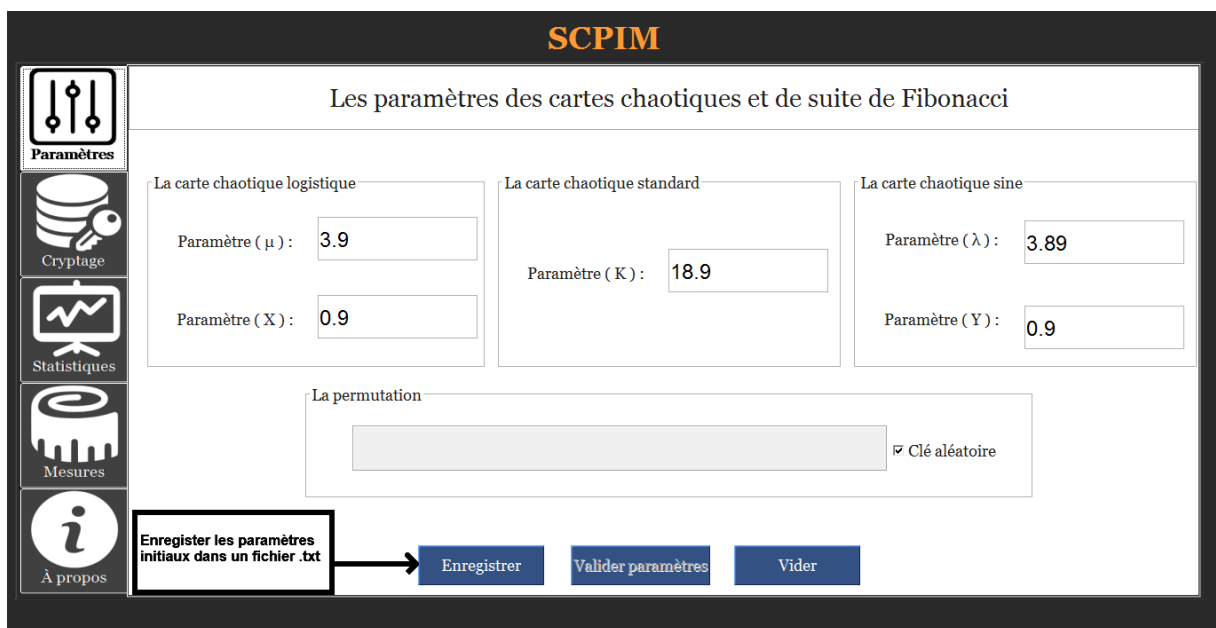 SCPIM
Paramètres
Cryptage
Statistiques
Mesures
À propos
Les paramètres des cartes chaotiques et de suite de Fibonacci
La carte chaotique logistique
Paramètre ( µ ) : 3.9
Paramètre ( X ) : 0.9
La carte chaotique standard
Paramètre ( K ) : 18.9
La carte chaotique sine
Paramètre ( λ ) : 3.89
Paramètre ( Y ) : 0.9
La permutation
Clé aléatoire
Enregister les paramètres
initiaux dans un fichier .txt
Enregistrer
Valider paramètres
Vider